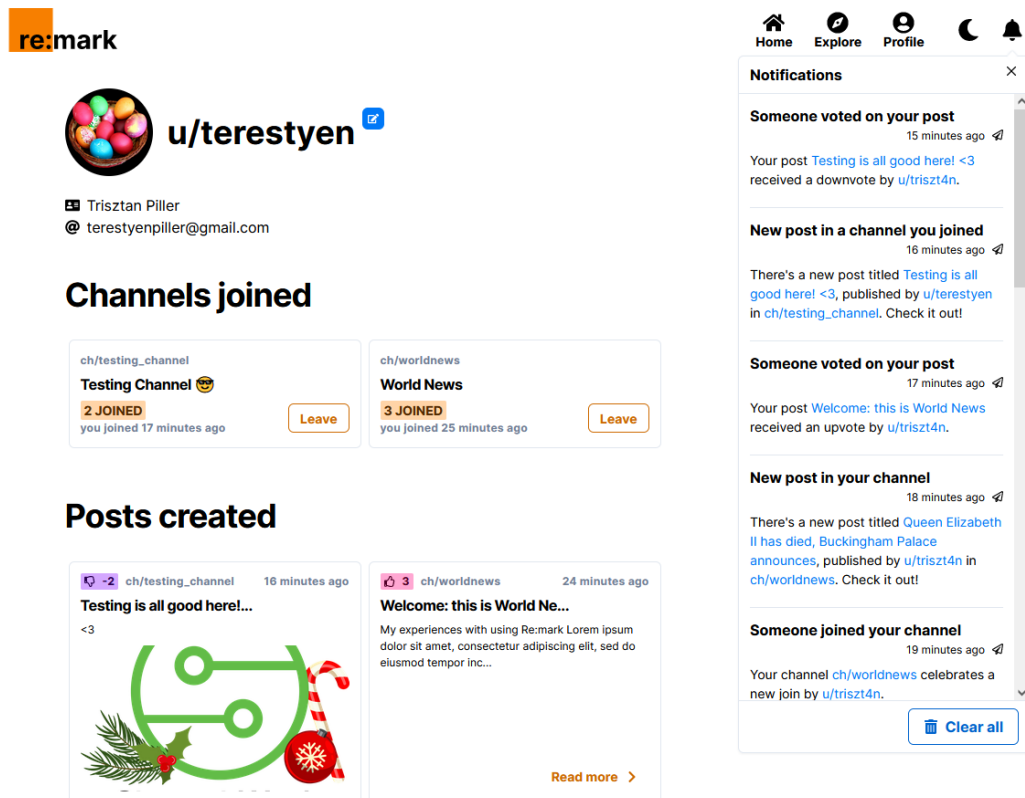 re:mark
Home
Explore
Profile
u/terestyen
Trisztan Piller
terestyenpiller@gmail.com
Channels joined
ch/testing_channel
Testing Channel 😎
2 JOINED
you joined 17 minutes ago
Leave
ch/worldnews
World News
3 JOINED
you joined 25 minutes ago
Leave
Posts created
-2 ch/testing_channel 16 minutes ago
Testing is all good here!...
<3
3 ch/worldnews 24 minutes ago
Welcome: this is World Ne...
My experiences with using Re:mark Lorem ipsum
dolor sit amet, consectetur adipiscing elit, sed do
eiusmod tempor inc...
Read more
Notifications
Someone voted on your post
15 minutes ago
Your post Testing is all good here! <3
received a downvote by u/triszt4n.
New post in a channel you joined
16 minutes ago
There's a new post titled Testing is all
good here! <3, published by u/terestyen
in ch/testing_channel. Check it out!
Someone voted on your post
17 minutes ago
Your post Welcome: this is World News
received an upvote by u/triszt4n.
New post in your channel
18 minutes ago
There's a new post titled Queen Elizabeth
II has died, Buckingham Palace
announces, published by u/triszt4n in
ch/worldnews. Check it out!
Someone joined your channel
19 minutes ago
Your channel ch/worldnews celebrates a
new join by u/triszt4n.
Clear all